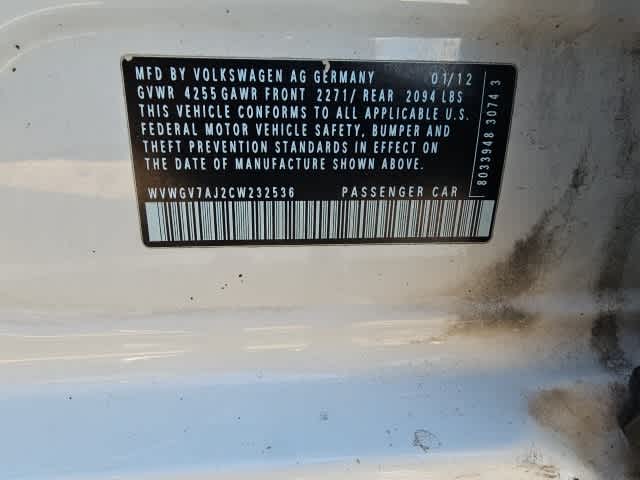 MFD BY VOLKSWAGEN AG GERMANY 01/12
GVWR 4255 GAWR FRONT 2271/ REAR 2094 LBS
THIS VEHICLE CONFORMS TO ALL APPLICABLE U.S.
FEDERAL MOTOR VEHICLE SAFETY, BUMPER AND
THEFT PREVENTION STANDARDS IN EFFECT ON THE
DATE OF MANUFACTURE SHOWN ABOVE.
WVWGV7AJ2CW232536 PASSENGER CAR
8033948 3074 3